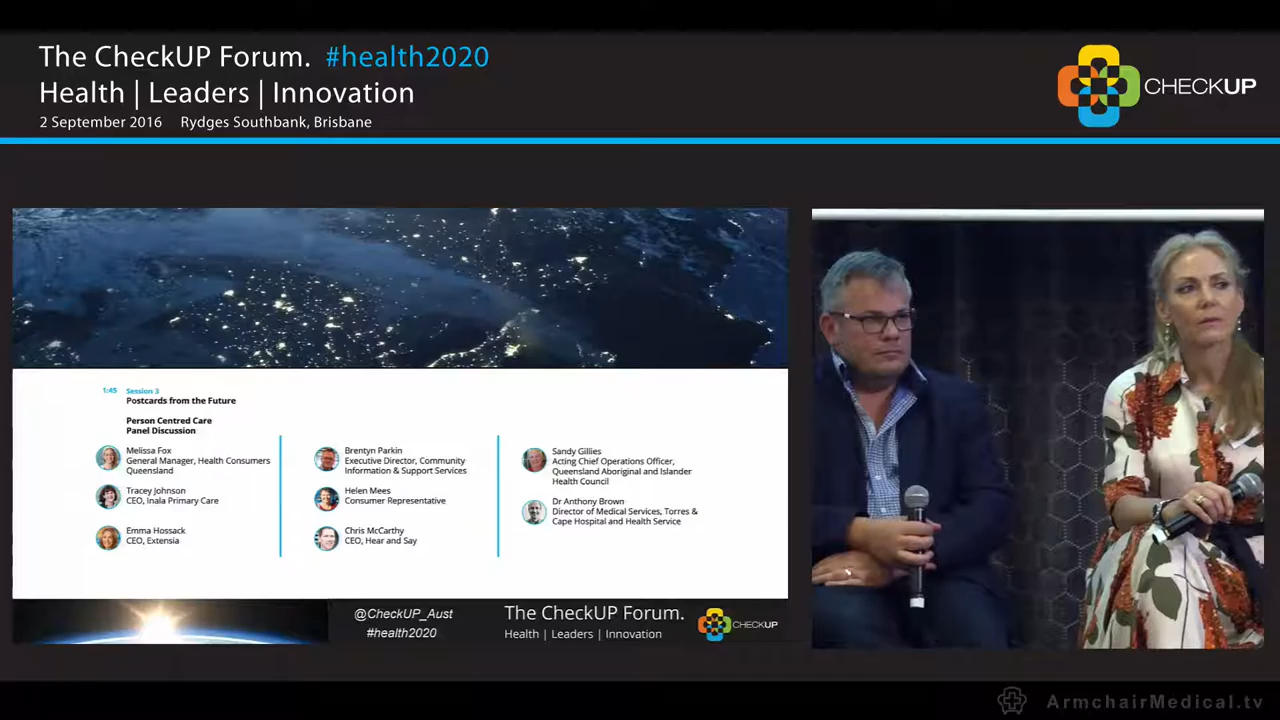 The CheckUP Forum. #health2020
Health | Leaders | Innovation
2 September 2016 Rydges Southbank, Brisbane
CHECKUP
1:45 Session 3
Postcards from the Future
Person Centred Care
Panel Discussion
Melissa Fox
General Manager, Health Consumers
Queensland
Tracey Johnson
CEO, Inala Primary Care
Emma Hossack
CEO, Extensia
Brentyn Parkin
Executive Director, Community
Information & Support Services
Helen Mees
Consumer Representative
Chris McCarthy
CEO, Hear and Say
Sandy Gillies
Acting Chief Operations Officer,
Queensland Aboriginal and Islander
Health Council
Dr Anthony Brown
Director of Medical Services, Torres &
Cape Hospital and Health Service
@CheckUP_Aust
#health2020
The CheckUP Forum.
Health | Leaders | Innovation
CHECKUP
ArmchairMedical.tv